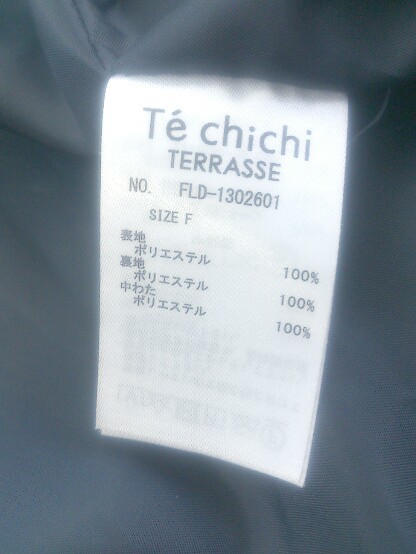 Té chichi
TERRASSE
NO. FLD-1302601
SIZE F
表地
ポリエステル 100%
裏地
ポリエステル 100%
中わた
ポリエステル 100%